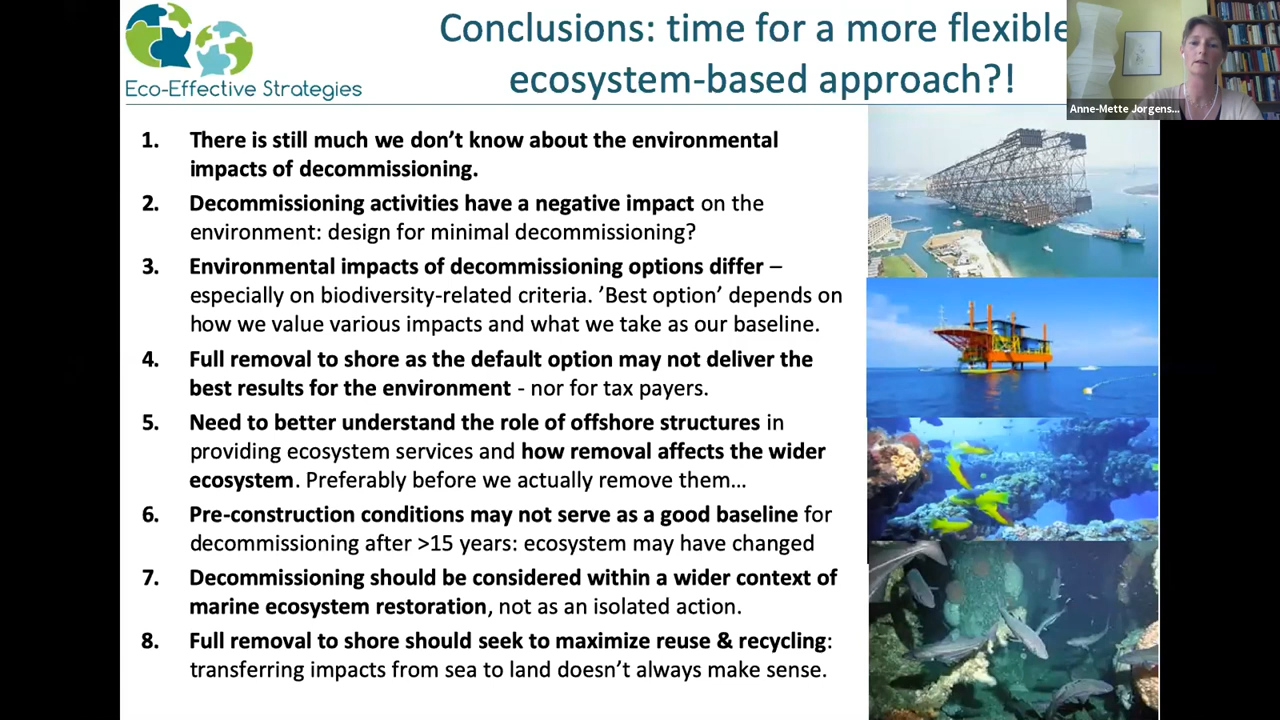 Eco-Effective Strategies
Conclusions: time for a more flexible
ecosystem-based approach?!
Anne-Mette Jorgens...
1. There is still much we don’t know about the environmental
impacts of decommissioning.
2. Decommissioning activities have a negative impact on the
environment: design for minimal decommissioning?
3. Environmental impacts of decommissioning options differ –
especially on biodiversity-related criteria. ’Best option’ depends on
how we value various impacts and what we take as our baseline.
4. Full removal to shore as the default option may not deliver the
best results for the environment - nor for tax payers.
5. Need to better understand the role of offshore structures in
providing ecosystem services and how removal affects the wider
ecosystem. Preferably before we actually remove them…
6. Pre-construction conditions may not serve as a good baseline for
decommissioning after >15 years: ecosystem may have changed
7. Decommissioning should be considered within a wider context of
marine ecosystem restoration, not as an isolated action.
8. Full removal to shore should seek to maximize reuse & recycling:
transferring impacts from sea to land doesn’t always make sense.